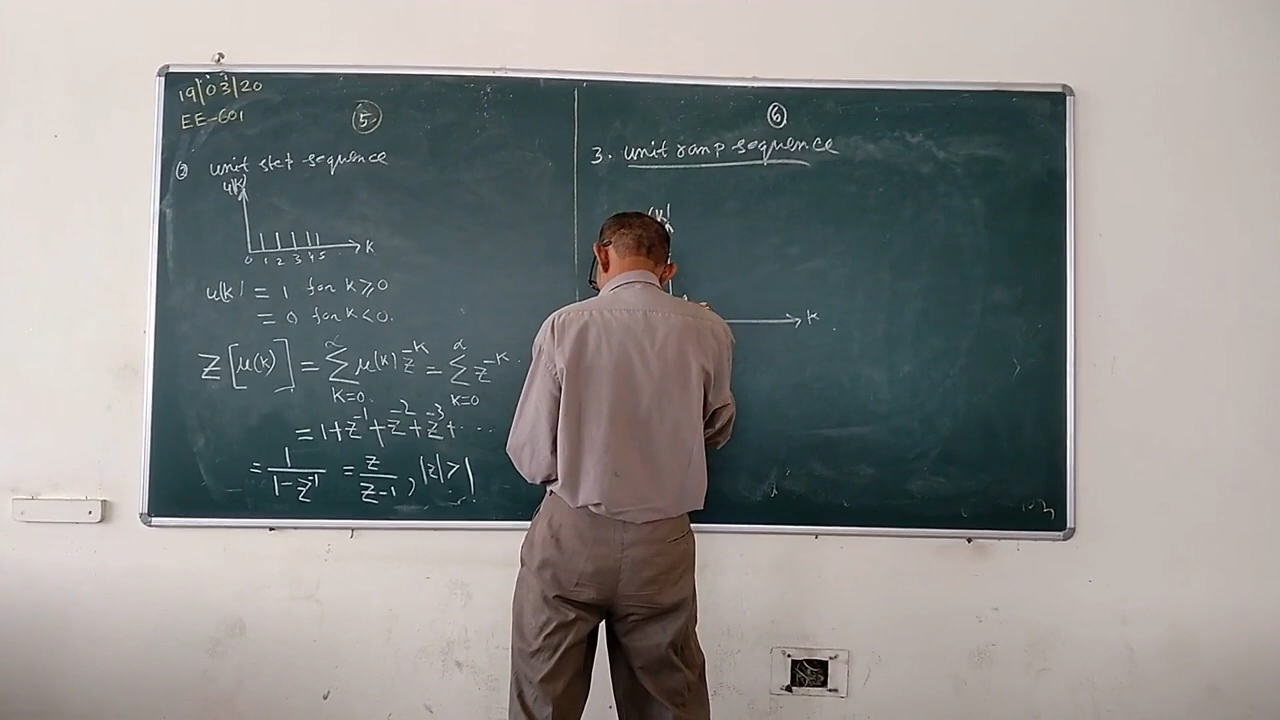 19/03/20
EE-601
5
② unit step sequence
u(k)
K
0 1 2 3 4 5
u(k) = 1 for K≥0
= 0 for K<0.
Z[u(k)] = ∑ u(k) z^-K = ∑ z^-K
K=0. K=0
= 1+z^-1+z^-2+z^-3+....
= 1/(1-z^-1) = z/(z-1), |z|>1
6
3. unit ramp sequence
K